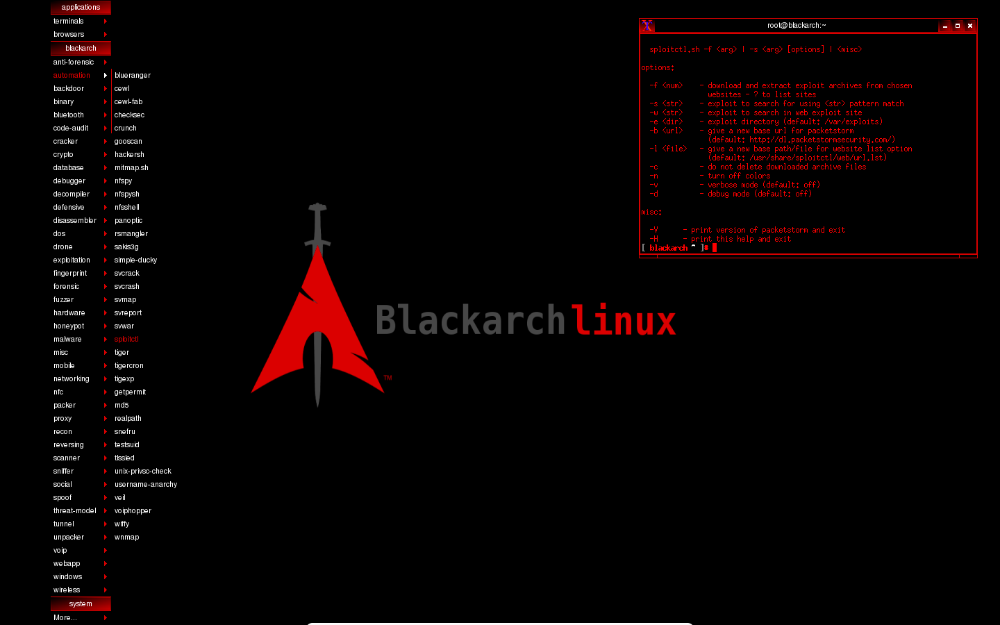 applications
terminals
browsers
blackarch
anti-forensic
automation
backdoor
binary
bluetooth
code-audit
cracker
crypto
database
debugger
decompiler
defensive
disassembler
dos
drone
exploitation
fingerprint
forensic
fuzzer
hardware
honeypot
malware
misc
mobile
networking
nfc
packer
proxy
recon
reversing
scanner
sniffer
social
spoof
threat-model
tunnel
unpacker
voip
webapp
windows
wireless
system
More...
blueranger
cewl
cewl-fab
checksec
crunch
gooscan
hackersh
mitmap.sh
nfspy
nfspysh
nfsshell
panoptic
rsmangler
sakis3g
simple-ducky
svcrack
svcrash
svmap
svreport
svwar
sploitctl
tiger
tigercron
tigexp
getpermit
md5
realpath
snefru
testsuid
tlssled
unix-privsc-check
username-anarchy
veil
voiphopper
wiffy
wnmap
Blackarch linux
TM
root@blackarch:~
sploitctl.sh -f <arg> | -s <arg> [options] | <misc>
options:
-f <num> - download and extract exploit archives from chosen
websites - ? to list sites
-s <str> - exploit to search for using <str> pattern match
-w <str> - exploit to search in web exploit site
-e <dir> - exploit directory (default: /var/exploits)
-b <url> - give a new base url for packetstorm
(default: http://dl.packetstormsecurity.com/)
-l <file> - give a new base path/file for website list option
(default: /usr/share/sploitctl/web/url.lst)
-c - do not delete downloaded archive files
-n - turn off colors
-v - verbose mode (default: off)
-d - debug mode (default: off)
misc:
-V - print version of packetstorm and exit
-H - print this help and exit
[ blackarch ~ ]#